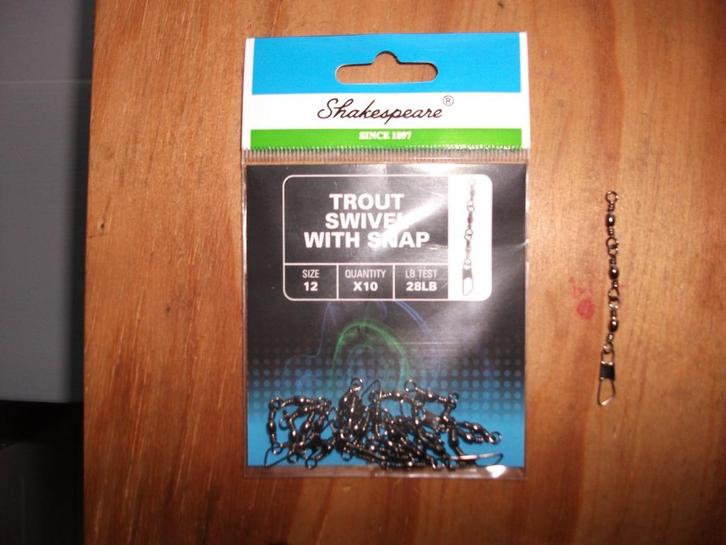 Shakespeare®
SINCE 1897
TROUT
SWIVEL
WITH SNAP
SIZE QUANTITY LB TEST
12 X10 28LB